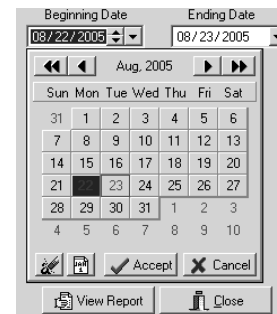 Beginning Date Ending Date
08/22/2005 08/23/2005
Aug, 2005
Sun Mon Tue Wed Thu Fri Sat
31 1 2 3 4 5 6
7 8 9 10 11 12 13
14 15 16 17 18 19 20
21 22 23 24 25 26 27
28 29 30 31 1 2 3
4 5 6 7 8 9 10
Accept Cancel
View Report Close